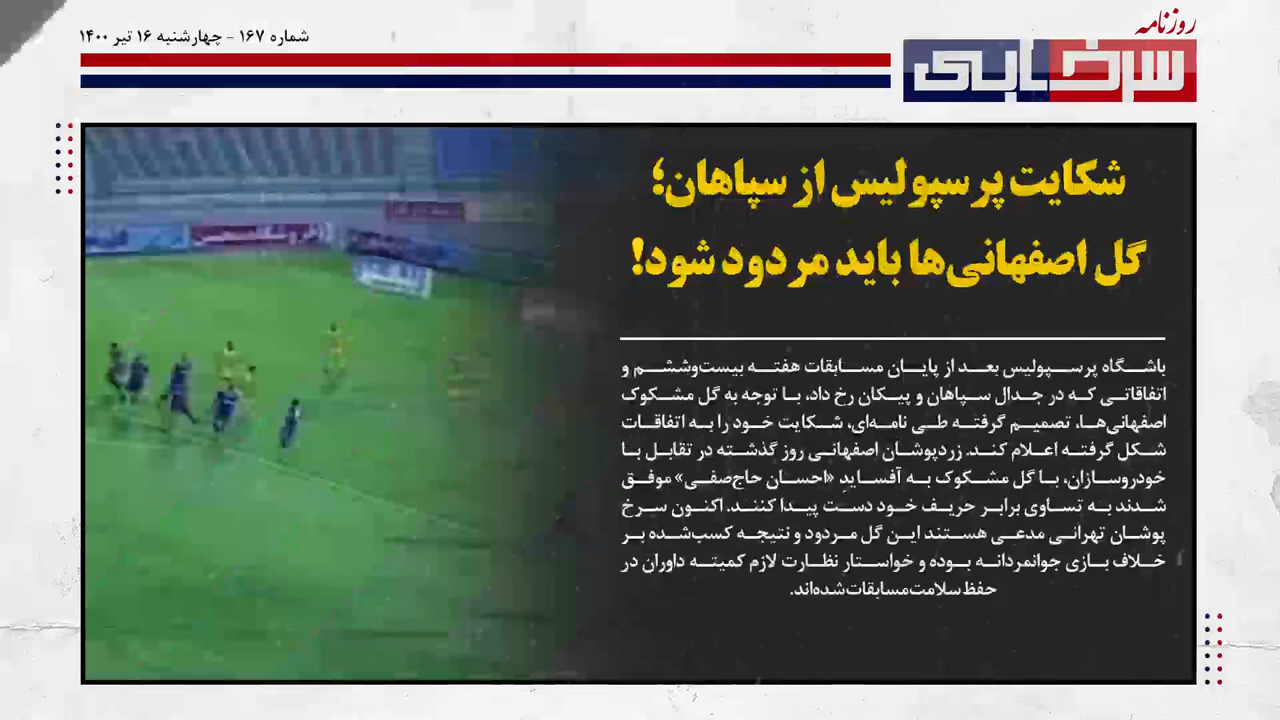 روزنامه
سرخابی
شماره ۱۶۷ - چهارشنبه ۱۶ تیر ۱۴۰۰
شکایت پرسپولیس از سپاهان؛
گل اصفهانی‌ها باید مردود شود!
باشگاه پرسپولیس بعد از پایان مسابقات هفته بیست‌وششم و
اتفاقاتی که در جدال سپاهان و پیکان رخ داد، با توجه به گل مشکوک
اصفهانی‌ها، تصمیم گرفته طی نامه‌ای، شکایت خود را به اتفاقات
شکل گرفته اعلام کند. زردپوشان اصفهانی روز گذشته در تقابل با
خودروسازان، با گل مشکوک به آفسایدِ «احسان حاج‌صفی» موفق
شدند به تساوی برابر حریف خود دست پیدا کنند. اکنون سرخ
پوشان تهرانی مدعی هستند این گل مردود و نتیجه کسب‌شده بر
خلاف بازی جوانمردانه بوده و خواستار نظارت لازم کمیته داوران در
حفظ سلامت مسابقات شده‌اند.